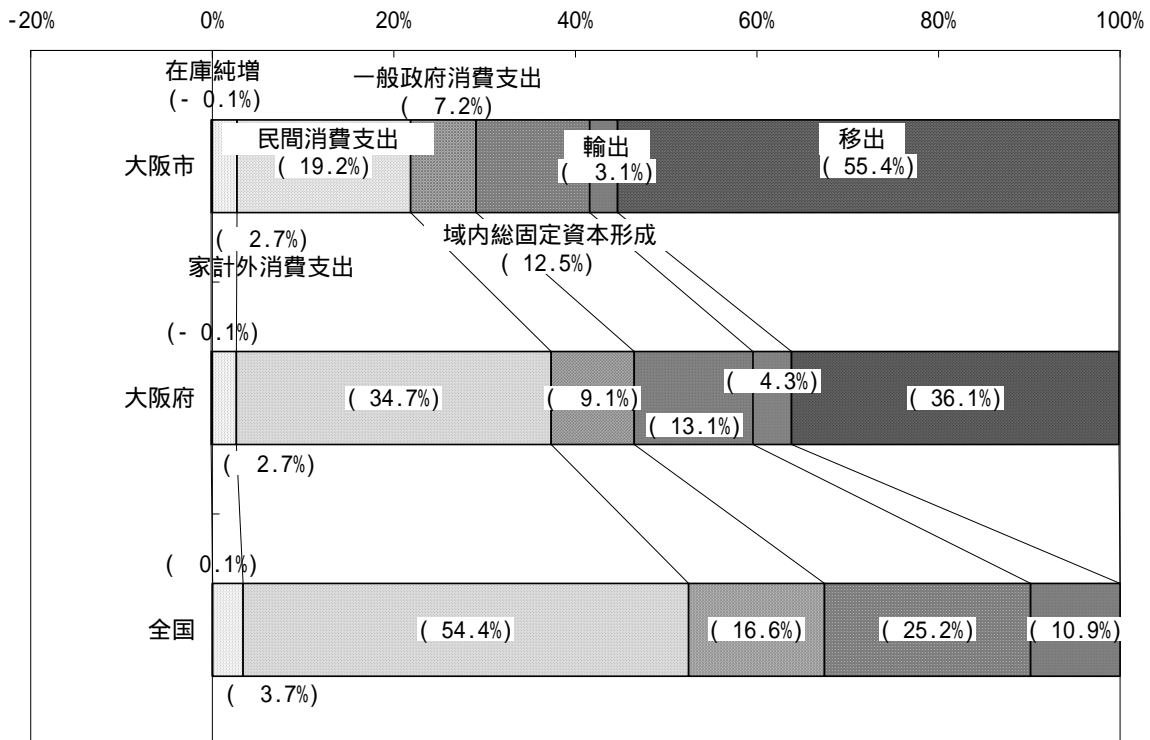 -20% 0% 20% 40% 60% 80% 100%
在庫純増
(- 0.1%)
一般政府消費支出
( 7.2%)
大阪市
民間消費支出
( 19.2%)
輸出
( 3.1%)
移出
( 55.4%)
( 2.7%)
家計外消費支出
域内総固定資本形成
( 12.5%)
(- 0.1%)
大阪府
( 34.7%)
( 9.1%)
( 13.1%)
( 4.3%)
( 36.1%)
( 2.7%)
( 0.1%)
全国
( 54.4%)
( 16.6%)
( 25.2%)
( 10.9%)
( 3.7%)